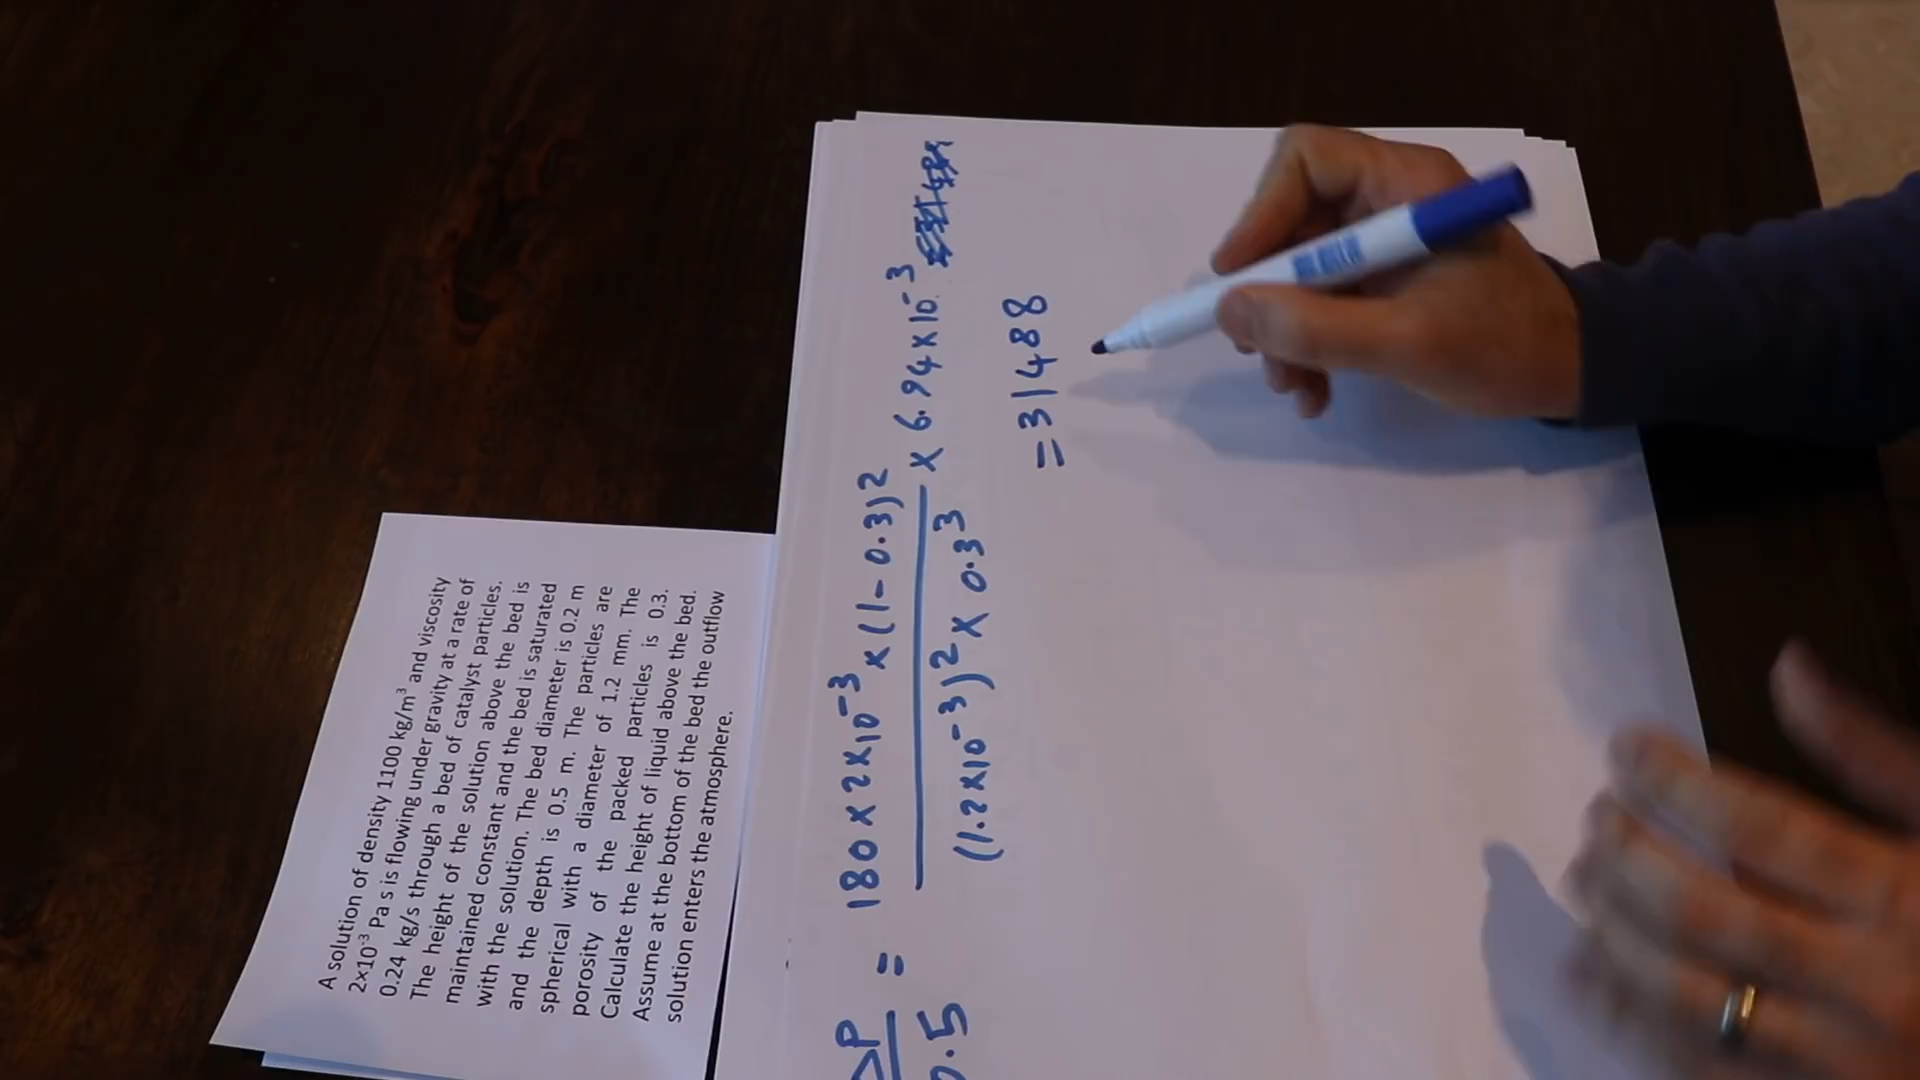 A solution of density 1100 kg/m³ and viscosity
2×10⁻³ Pa s is flowing under gravity at a rate of
0.24 kg/s through a bed of catalyst particles.
The height of the solution above the bed is
maintained constant and the bed is saturated
with the solution. The bed diameter is 0.2 m
and the depth is 0.5 m. The particles are
spherical with a diameter of 1.2 mm. The
porosity of the packed particles is 0.3.
Calculate the height of liquid above the bed.
Assume at the bottom of the bed the outflow
solution enters the atmosphere.
180 × 2×10⁻³ × (1-0.3)²
P
0.5 = × 6.94×10⁻³
(1.2×10⁻³)² × 0.3³
= 31488